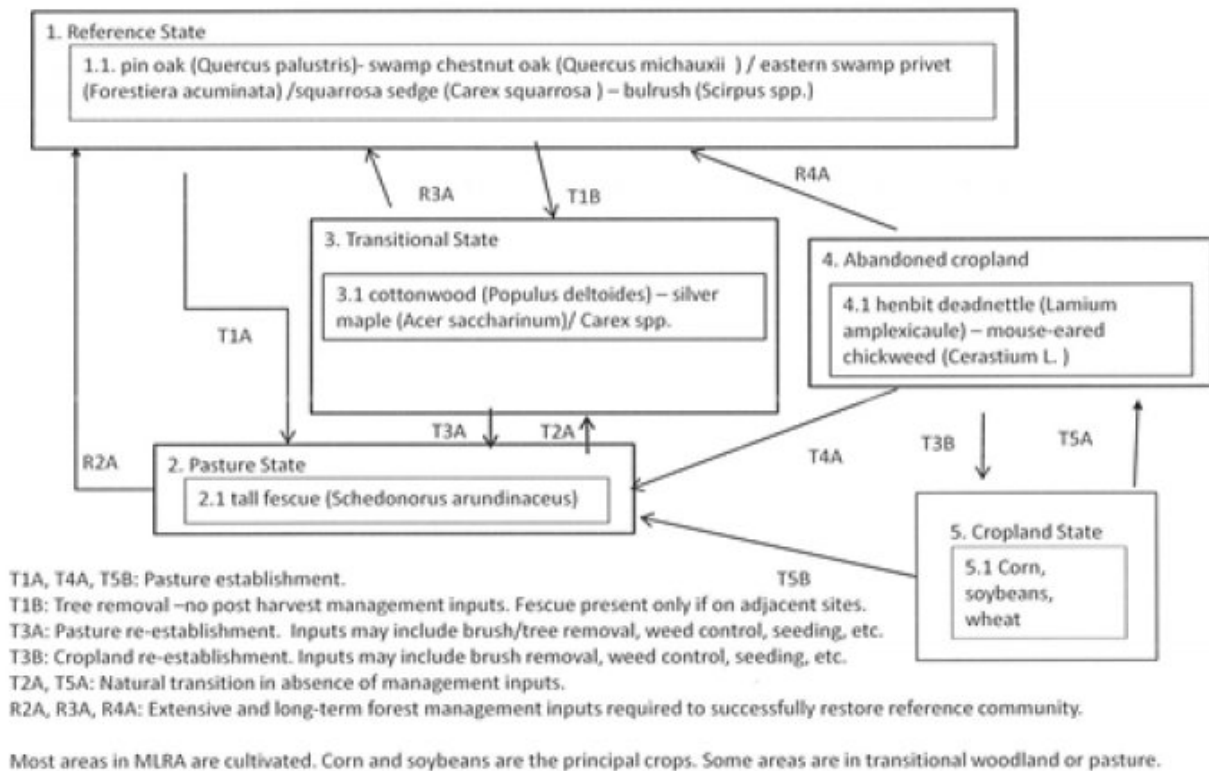 1. Reference State
1.1. pin oak (Quercus palustris)- swamp chestnut oak (Quercus michauxii ) / eastern swamp privet
(Forestiera acuminata) /squarrosa sedge (Carex squarrosa ) – bulrush (Scirpus spp.)
R3A
T1B
R4A
3. Transitional State
3.1 cottonwood (Populus deltoides) – silver
maple (Acer saccharinum)/ Carex spp.
4. Abandoned cropland
4.1 henbit deadnettle (Lamium
amplexicaule) – mouse-eared
chickweed (Cerastium L. )
T1A
T3A
T2A
T4A
T3B
T5A
R2A
2. Pasture State
2.1 tall fescue (Schedonorus arundinaceus)
5. Cropland State
5.1 Corn,
soybeans,
wheat
T5B
T1A, T4A, T5B: Pasture establishment.
T1B: Tree removal –no post harvest management inputs. Fescue present only if on adjacent sites.
T3A: Pasture re-establishment.  Inputs may include brush/tree removal, weed control, seeding, etc.
T3B: Cropland re-establishment. Inputs may include brush removal, weed control, seeding, etc.
T2A, T5A: Natural transition in absence of management inputs.
R2A, R3A, R4A: Extensive and long-term forest management inputs required to successfully restore reference community.
Most areas in MLRA are cultivated. Corn and soybeans are the principal crops. Some areas are in transitional woodland or pasture.